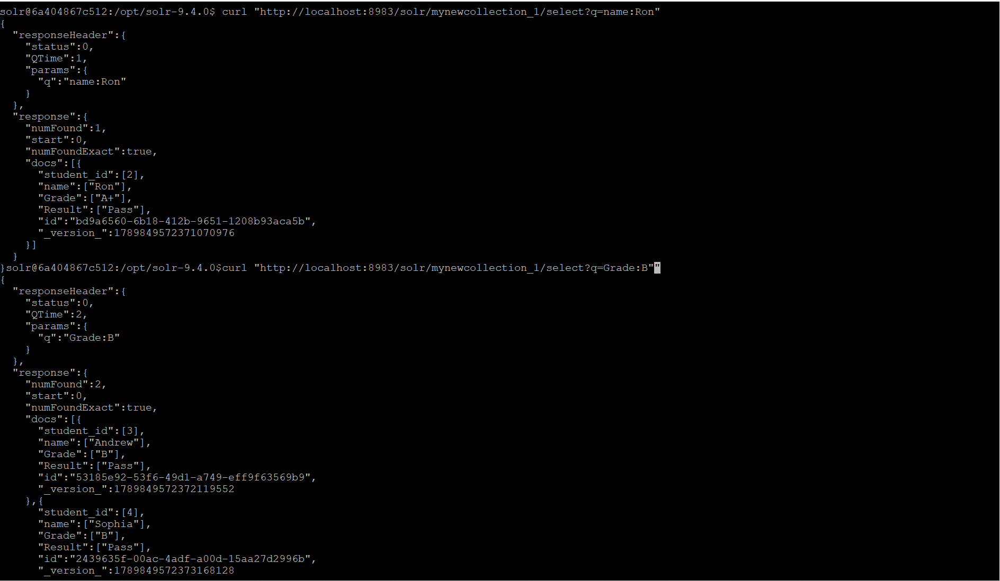 solr@6a404867c512:/opt/solr-9.4.0$ curl "http://localhost:8983/solr/mynewcollection_1/select?q=name:Ron"
{
  "responseHeader":{
    "status":0,
    "QTime":1,
    "params":{
      "q":"name:Ron"
    }
  },
  "response":{
    "numFound":1,
    "start":0,
    "numFoundExact":true,
    "docs":[{
      "student_id":[2],
      "name":["Ron"],
      "Grade":["A+"],
      "Result":["Pass"],
      "id":"bd9a6560-6b18-412b-9651-1208b93aca5b",
      "_version_":1789849572371070976
    }]
  }
}solr@6a404867c512:/opt/solr-9.4.0$curl "http://localhost:8983/solr/mynewcollection_1/select?q=Grade:B""
{
  "responseHeader":{
    "status":0,
    "QTime":2,
    "params":{
      "q":"Grade:B"
    }
  },
  "response":{
    "numFound":2,
    "start":0,
    "numFoundExact":true,
    "docs":[{
      "student_id":[3],
      "name":["Andrew"],
      "Grade":["B"],
      "Result":["Pass"],
      "id":"53185e92-53f6-49d1-a749-eff9f63569b9",
      "_version_":1789849572372119552
    },{
      "student_id":[4],
      "name":["Sophia"],
      "Grade":["B"],
      "Result":["Pass"],
      "id":"2439635f-00ac-4adf-a00d-15aa27d2996b",
      "_version_":1789849572373168128